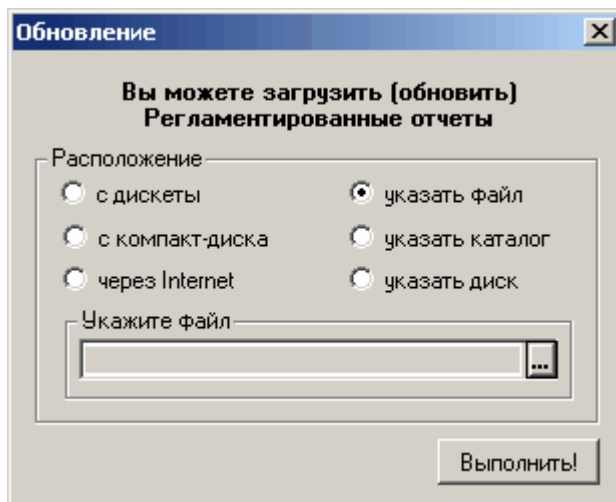 Обновление
Вы можете загрузить (обновить)
Регламентированные отчеты
Расположение
с дискеты
указать файл
с компакт-диска
указать каталог
через Internet
указать диск
Укажите файл
...
Выполнить!